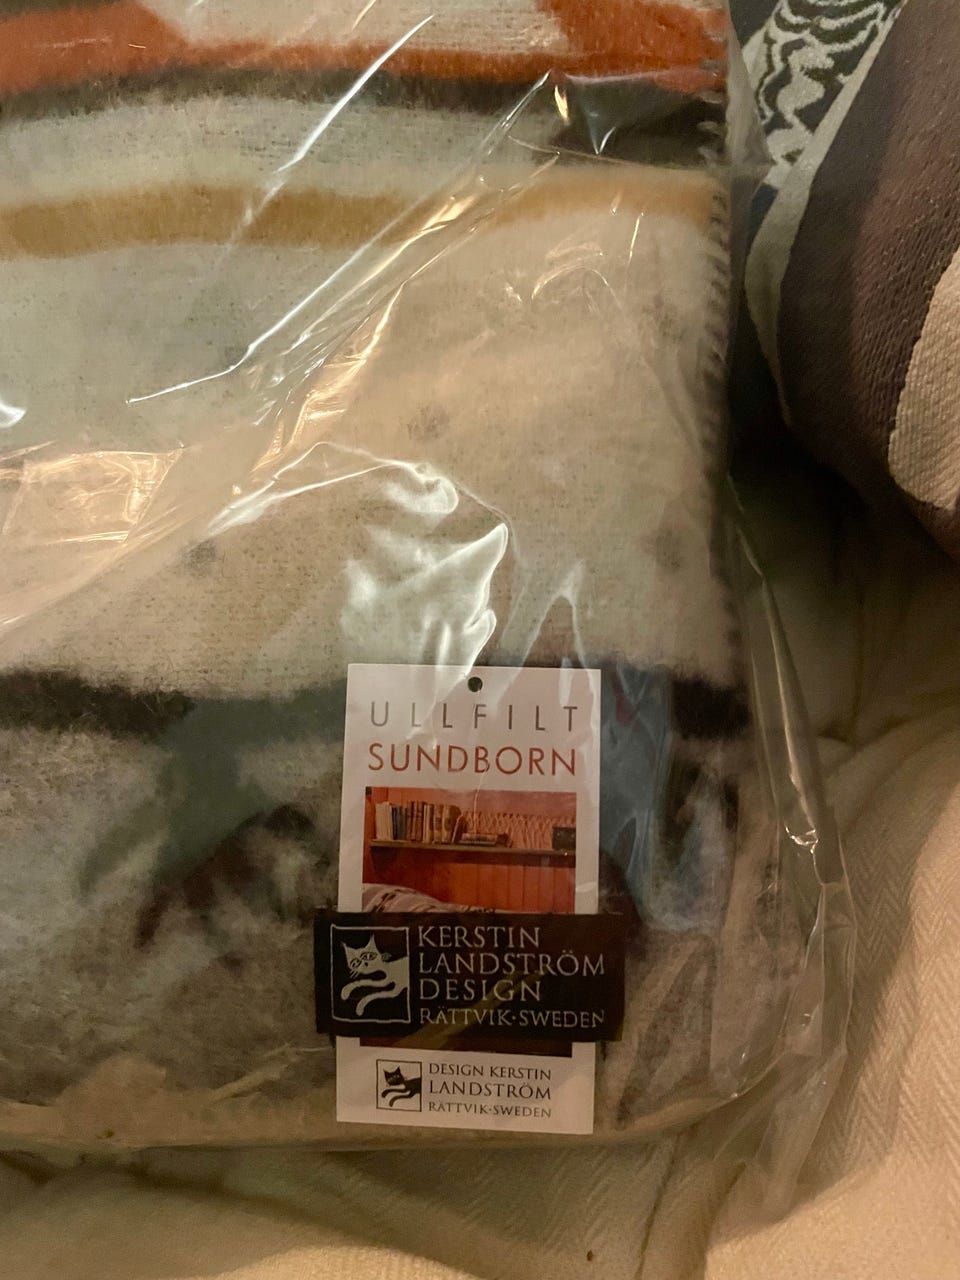 ULLFILT
SUNDBORN
KERSTIN
LANDSTRÖM
DESIGN
RÄTTVIK·SWEDEN
DESIGN KERSTIN
LANDSTRÖM
RÄTTVIK·SWEDEN